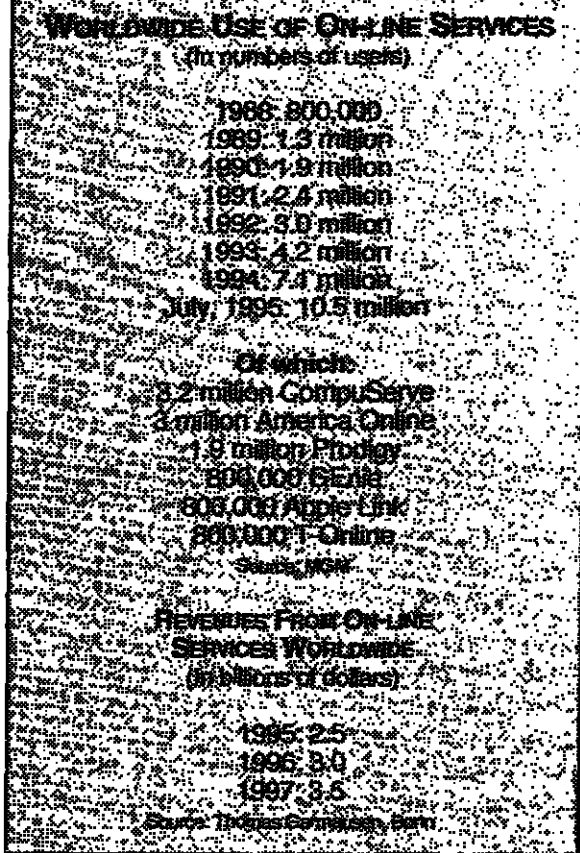 WORLDWIDE USE OF ON-LINE SERVICES
(In numbers of users)
1988: 800,000
1989: 1.3 million
1990: 1.9 million
1991: 2.4 million
1992: 3.0 million
1993: 4.2 million
1994: 7.1 million
July, 1995: 10.5 million
Of which:
3.2 million CompuServe
3 million America Online
1.9 million Prodigy
800,000 GEnie
800,000 Apple Link
800,000 T-Online
Source:
REVENUES FROM ON-LINE
SERVICES WORLDWIDE
(In billions of dollars)
1995: 2.5
1996: 3.0
1997: 3.5
Source: Thomas Bonn